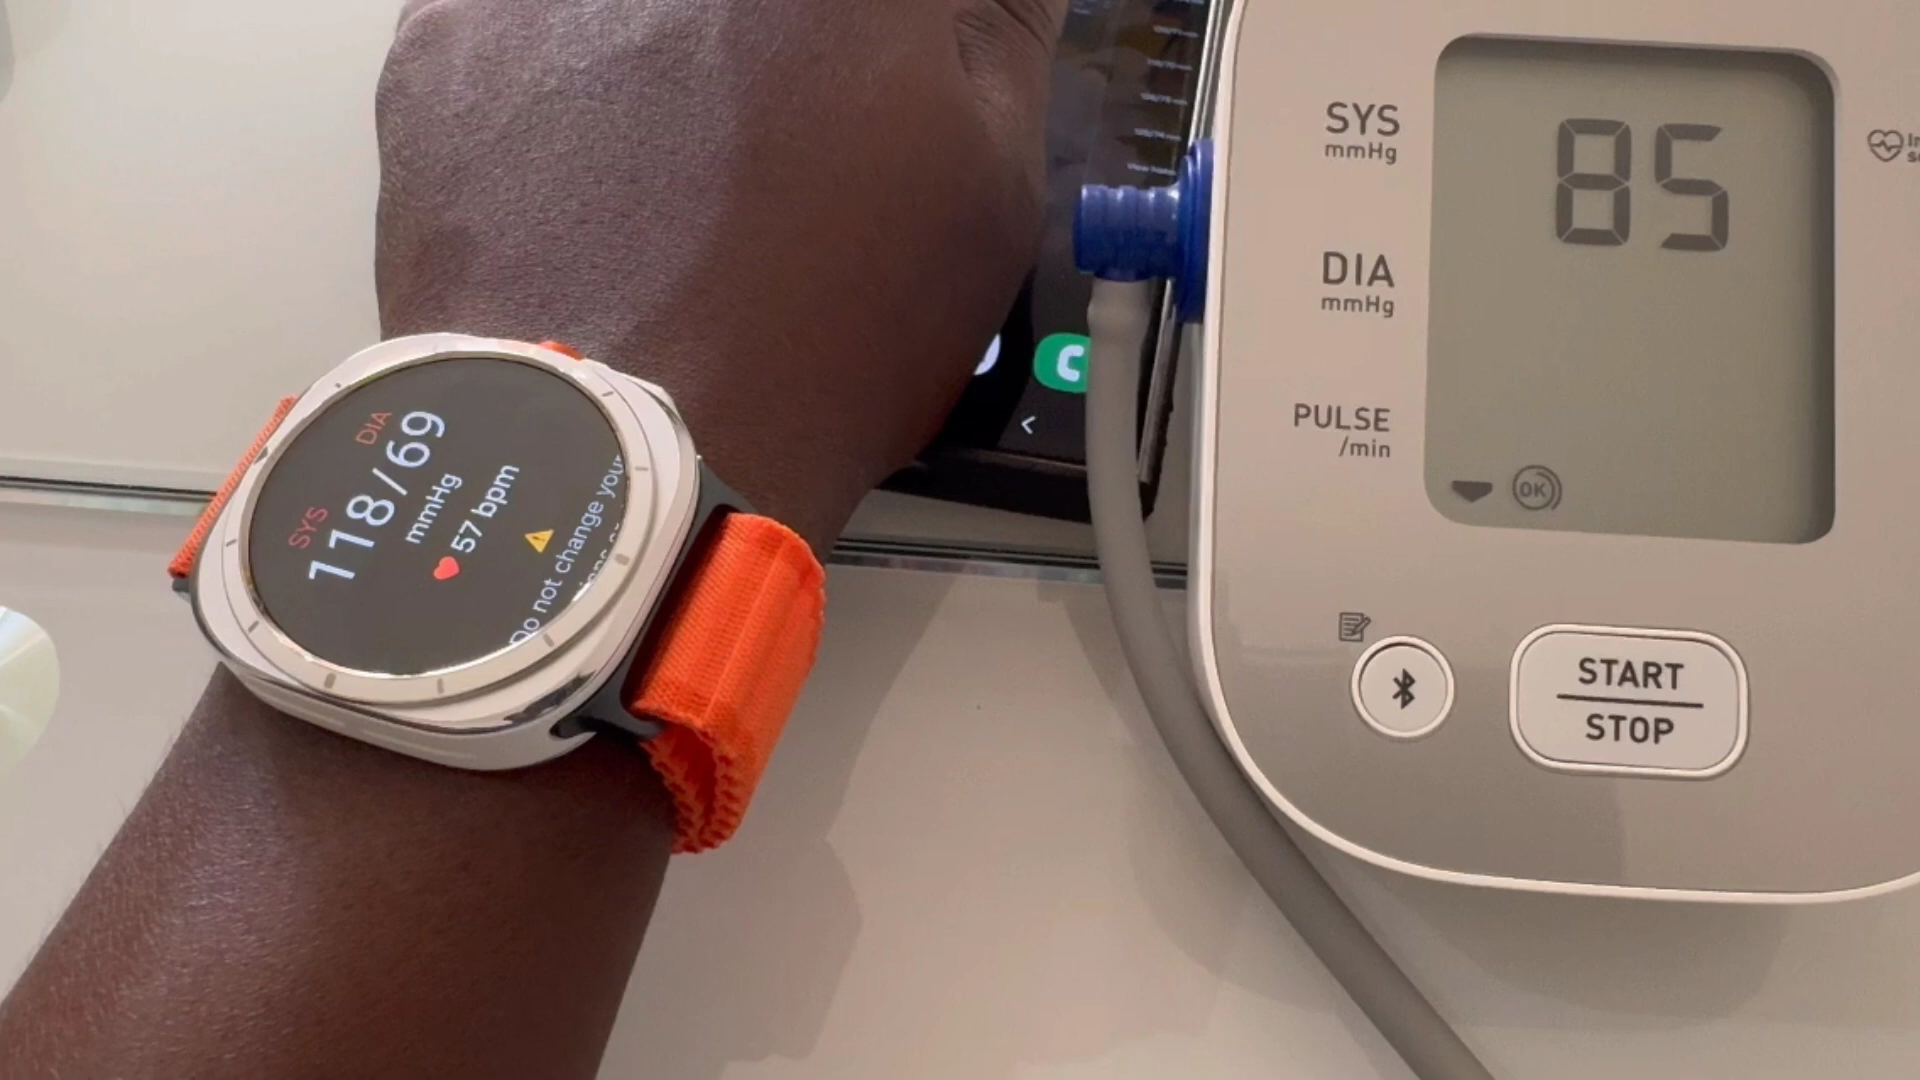 SYS DIA
118/69
mmHg
57 bpm
Do not change your
SYS
mmHg
85
DIA
mmHg
PULSE
/min
OK
START
STOP